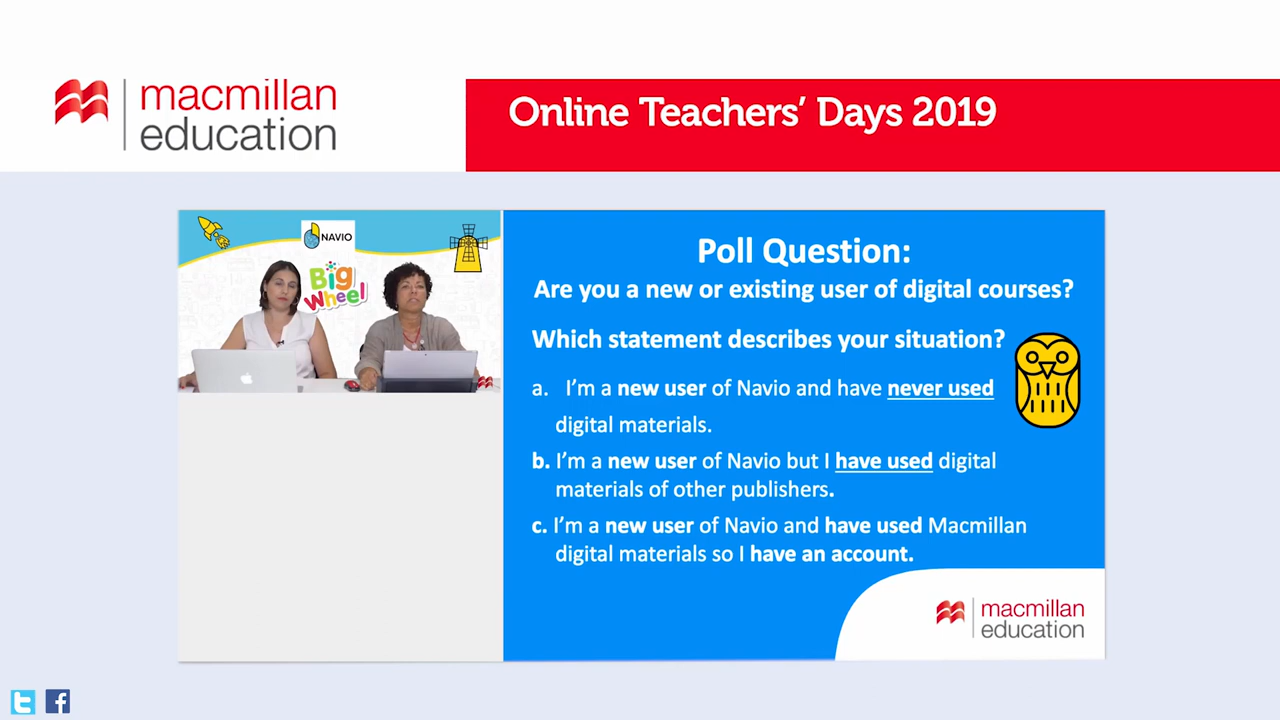 macmillan
education
Online Teachers’ Days 2019
NAVIO
Big
Wheel
Poll Question:
Are you a new or existing user of digital courses?
Which statement describes your situation?
a. I’m a new user of Navio and have never used
digital materials.
b. I’m a new user of Navio but I have used digital
materials of other publishers.
c. I’m a new user of Navio and have used Macmillan
digital materials so I have an account.
macmillan
education